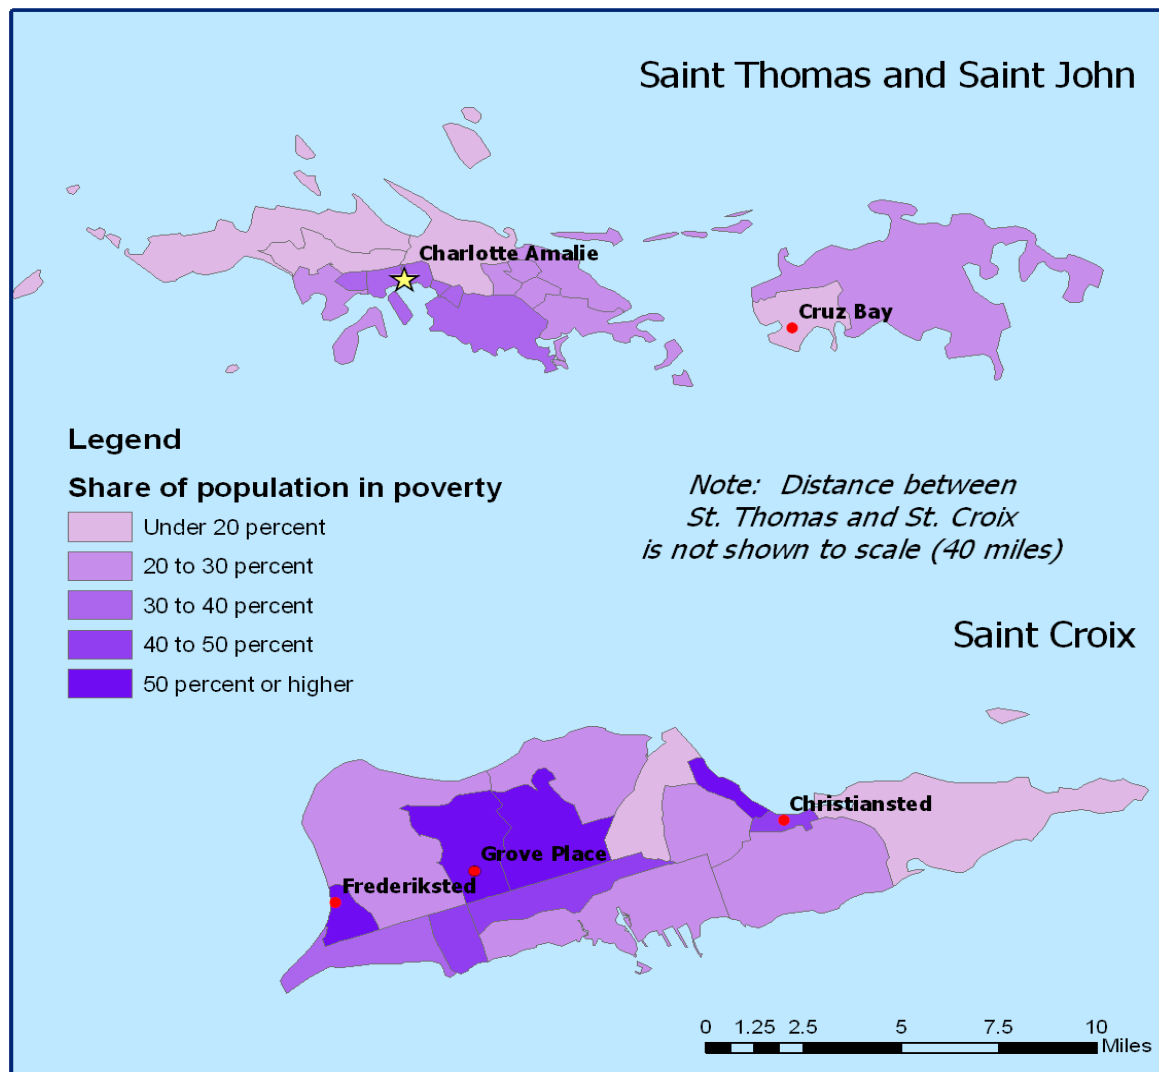 Saint Thomas and Saint John
Charlotte Amalie
Cruz Bay
Legend
Share of population in poverty
Under 20 percent
20 to 30 percent
30 to 40 percent
40 to 50 percent
50 percent or higher
Note: Distance between
St. Thomas and St. Croix
is not shown to scale (40 miles)
Saint Croix
Christiansted
Grove Place
Frederiksted
0 1.25 2.5 5 7.5 10
Miles